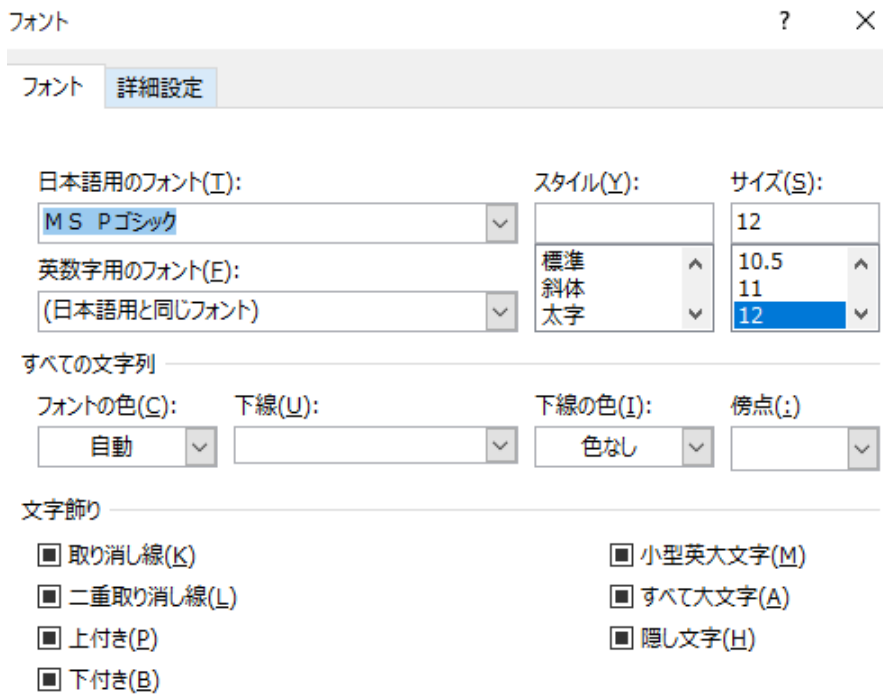 フォント ?
フォント 詳細設定
日本語用のフォント(T): スタイル(Y): サイズ(S):
ＭＳ Ｐゴシック 12
英数字用のフォント(F): 標準 10.5
斜体 11
(日本語用と同じフォント) 太字 12
すべての文字列
フォントの色(C): 下線(U): 下線の色(I): 傍点(:)
自動 色なし
文字飾り
取り消し線(K) 小型英大文字(M)
二重取り消し線(L) すべて大文字(A)
上付き(P) 隠し文字(H)
下付き(B)